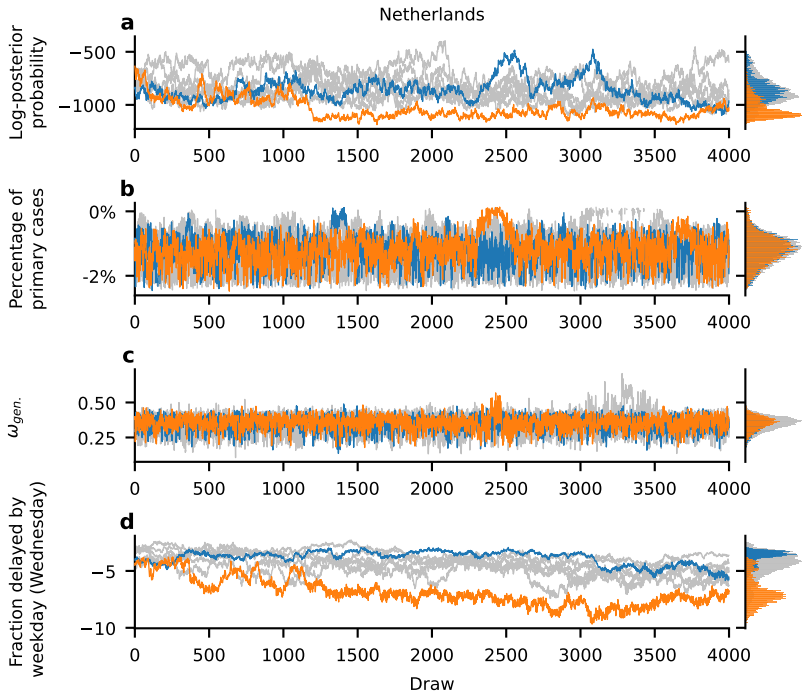 Netherlands
a
Log-posterior
probability
−500
−1000
0 500 1000 1500 2000 2500 3000 3500 4000
b
Percentage of
primary cases
0%
-2%
0 500 1000 1500 2000 2500 3000 3500 4000
c
ω_gen.
0.50
0.25
0 500 1000 1500 2000 2500 3000 3500 4000
d
Fraction delayed by
weekday (Wednesday)
−5
−10
0 500 1000 1500 2000 2500 3000 3500 4000
Draw